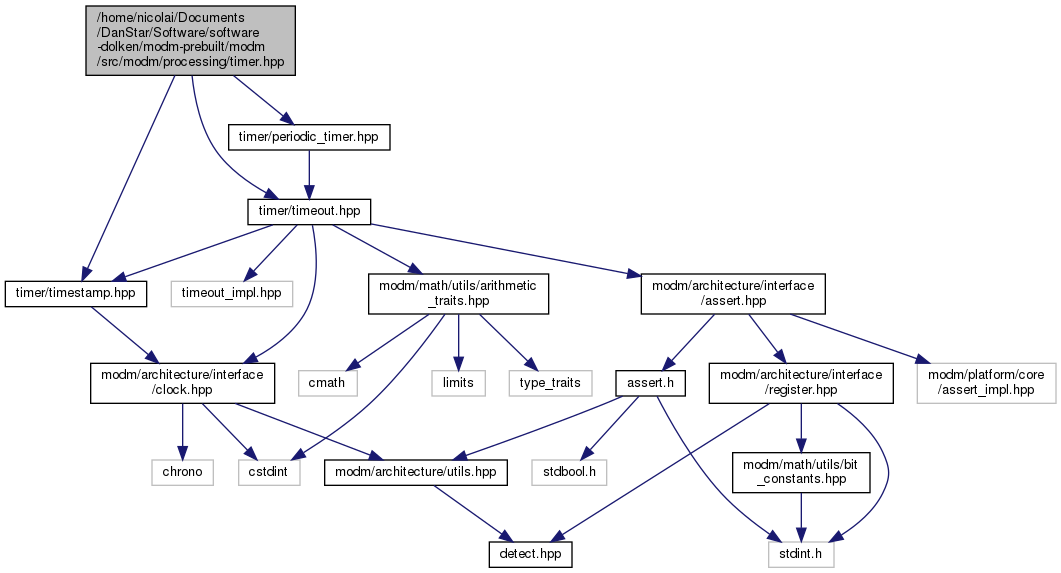 /home/nicolai/Documents
/DanStar/Software/software
-dolken/modm-prebuilt/modm
/src/modm/processing/timer.hpp
timer/periodic_timer.hpp
timer/timeout.hpp
timer/timestamp.hpp
timeout_impl.hpp
modm/math/utils/arithmetic
_traits.hpp
modm/architecture/interface
/assert.hpp
modm/architecture/interface
/clock.hpp
cmath
limits
type_traits
assert.h
modm/architecture/interface
/register.hpp
modm/platform/core
/assert_impl.hpp
chrono
cstdint
modm/architecture/utils.hpp
stdbool.h
modm/math/utils/bit
_constants.hpp
detect.hpp
stdint.h